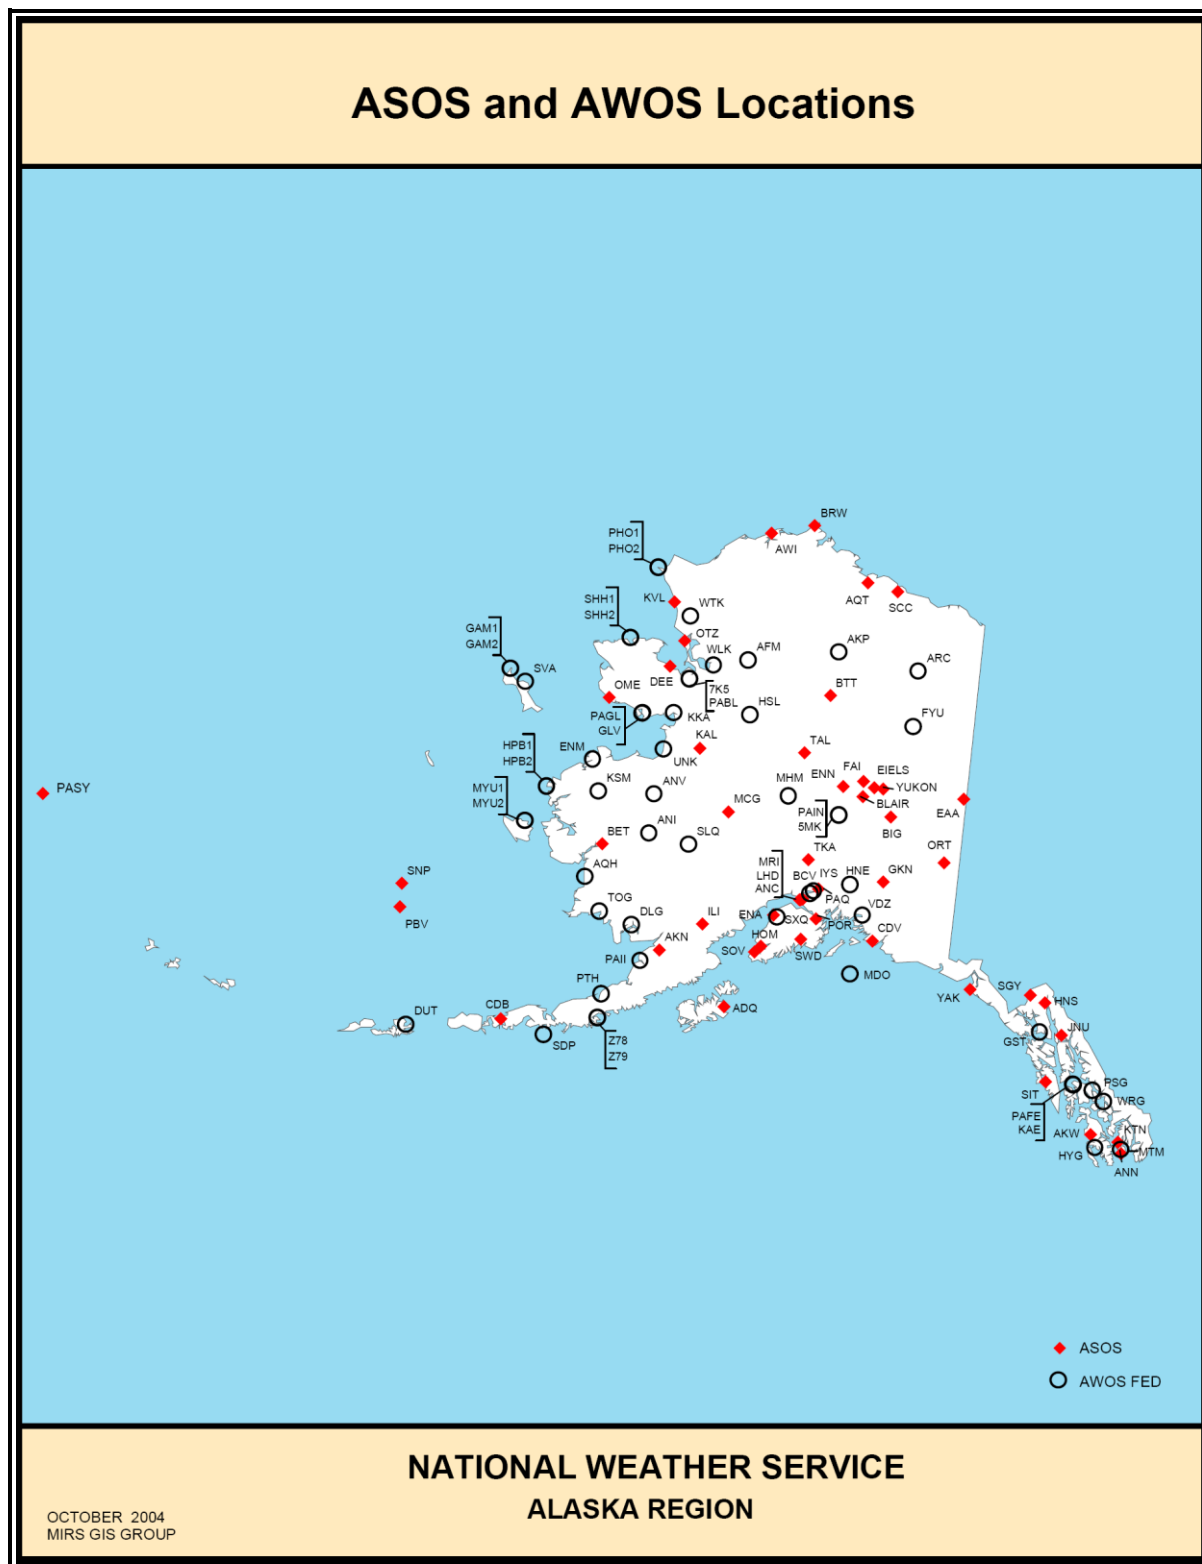 ASOS and AWOS Locations
BRW
PHO1
PHO2
AWI
AQT
SCC
KVL
WTK
SHH1
SHH2
OTZ
GAM1
GAM2
SVA
WLK
AFM
AKP
ARC
DEE
OME
7K5
PABL
HSL
BTT
FYU
PAGL
GLV
KKA
KAL
ENM
UNK
TAL
HPB1
HPB2
KSM
ANV
MHM
ENN
FAI
EIELS
YUKON
BLAIR
PASY
MYU1
MYU2
MCG
PAIN
5MK
BIG
EAA
ANI
SLQ
BET
TKA
ORT
MRI
LHD
ANC
BCV
IYS
HNE
GKN
PAQ
AQH
SNP
PBV
TOG
DLG
ILI
ENA
SXQ
POR
VDZ
CDV
AKN
HOM
SOV
SWD
PAII
MDO
PTH
YAK
SGY
HNS
CDB
ADQ
DUT
SDP
Z78
Z79
GST
JNU
SIT
PSG
WRG
PAFE
KAE
AKW
KTN
HYG
MTM
ANN
ASOS
AWOS FED
NATIONAL WEATHER SERVICE
ALASKA REGION
OCTOBER 2004
MIRS GIS GROUP